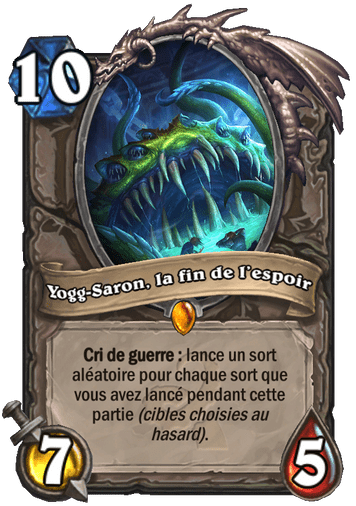 10
Yogg-Saron, la fin de l'espoir
Cri de guerre : lance un sort
aléatoire pour chaque sort que
vous avez lancé pendant cette
partie (cibles choisies au
hasard).
7
5